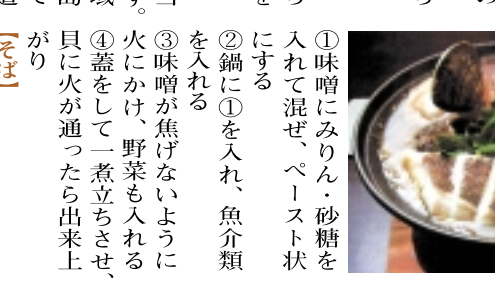 ①味噌にみりん・砂糖を
入れて混ぜ、ペースト状
にする
②鍋に①を入れ、魚介類
を入れる
③味噌が焦げないように
火にかけ、野菜も入れる
④蓋をして一煮立ちさせ、
具に火が通ったら出来上
がり
【そば】